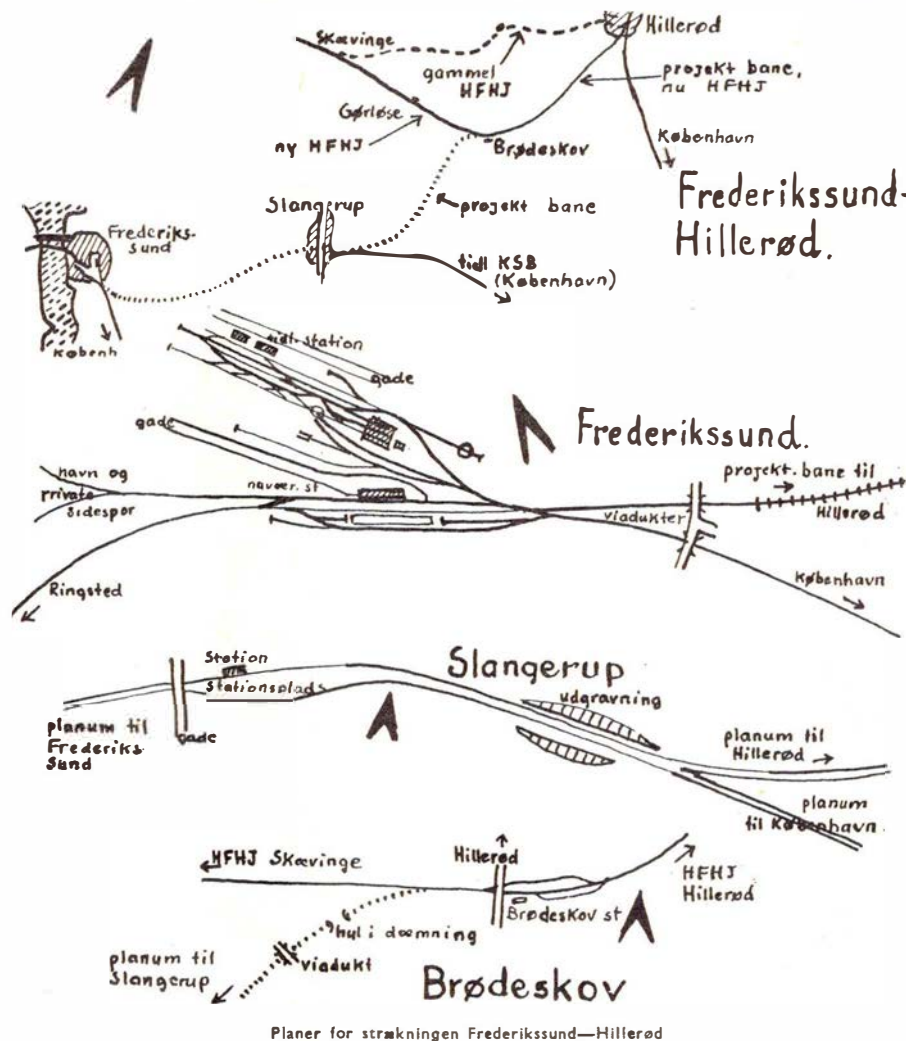 Skævinge
Hillerød
gammel
HFHJ
projekt bane,
nu HFHJ
Gørløse
ny HFHJ
Brødeskov
København
Frederikssund-
Hillerød.
Slangerup
projekt bane
Frederiks-
sund
tidl KSB
(København)
Københ
station
gade
gade
Frederikssund.
havn og
private
sidespor
navær. st
projekt. bane til
Hillerød
viadukter
København
Ringsted
Station
Stationsplads
Slangerup
udgravning
planum til
Frederiks
sund
gade
planum til
Hillerød
planum
til København
HFHJ Skævinge
Hillerød
HFHJ
Hillerød
Brødeskov st
hul i dæmning
planum til
Slangerup
viadukt
Brødeskov
Planer for strækningen Frederikssund—Hillerød